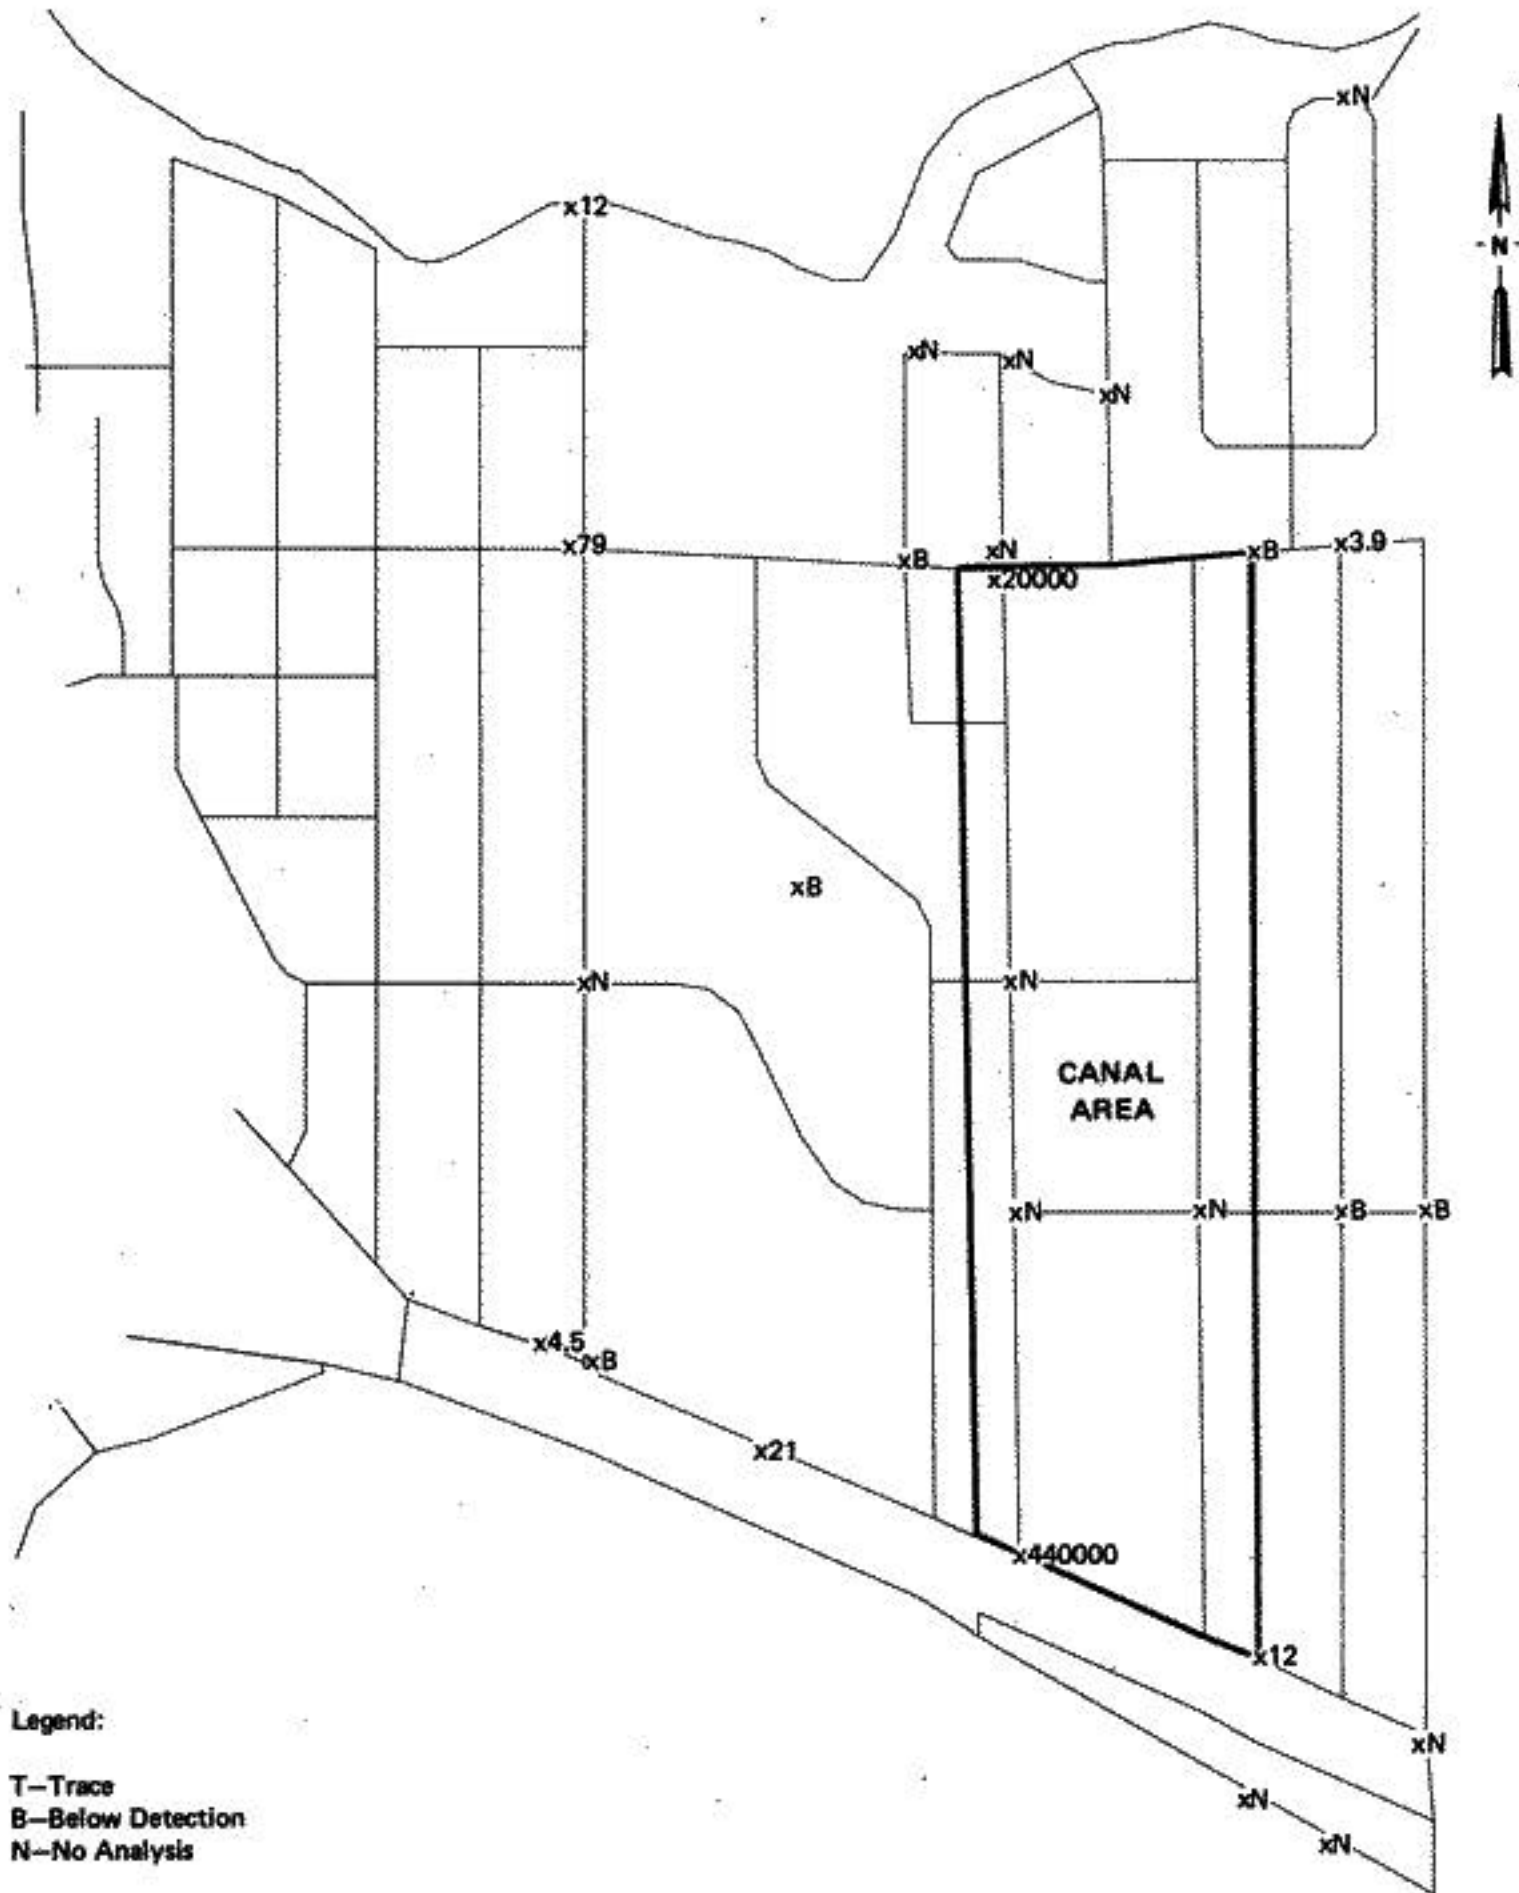 xN
x12
N
xN
xN
xN
x79
xB
xN
xB
x3.9
x20000
xB
xN
xN
CANAL
AREA
xN
xN
xB
xB
x4.5
xB
x21
x440000
x12
Legend:
xN
T—Trace
xN
B—Below Detection
xN
N—No Analysis